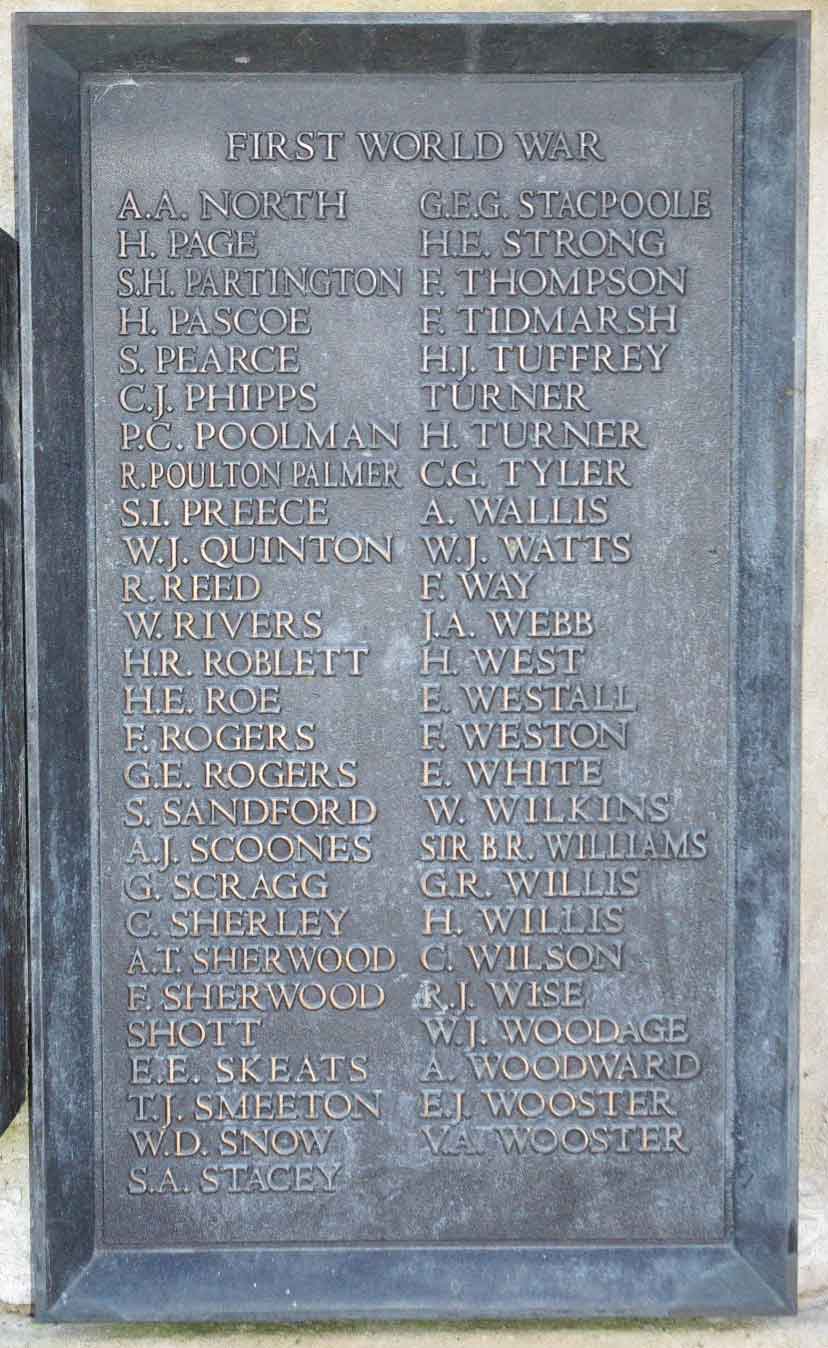 FIRST WORLD WAR
A.A. NORTH
H. PAGE
S.H. PARTINGTON
H. PASCOE
S. PEARCE
C.J. PHIPPS
P.C. POOLMAN
R. POULTON PALMER
S.I. PREECE
W.J. QUINTON
R. REED
W. RIVERS
H.R. ROBLETT
H.E. ROE
F. ROGERS
G.E. ROGERS
S. SANDFORD
A.J. SCOONES
G. SCRAGG
C. SHERLEY
A.T. SHERWOOD
F. SHERWOOD
SHOTT
E.E. SKEATS
T.J. SMEETON
W.D. SNOW
S.A. STACEY
G.E.G. STACPOOLE
H.E. STRONG
F. THOMPSON
F. TIDMARSH
H.J. TUFFREY
TURNER
H. TURNER
C.G. TYLER
A. WALLIS
W.J. WATTS
F. WAY
J.A. WEBB
H. WEST
E. WESTALL
F. WESTON
E. WHITE
W. WILKINS
SIR B.R. WILLIAMS
G.R. WILLIS
H. WILLIS
C. WILSON
R.J. WISE
W.J. WOODAGE
A. WOODWARD
E.J. WOOSTER
V.A. WOOSTER